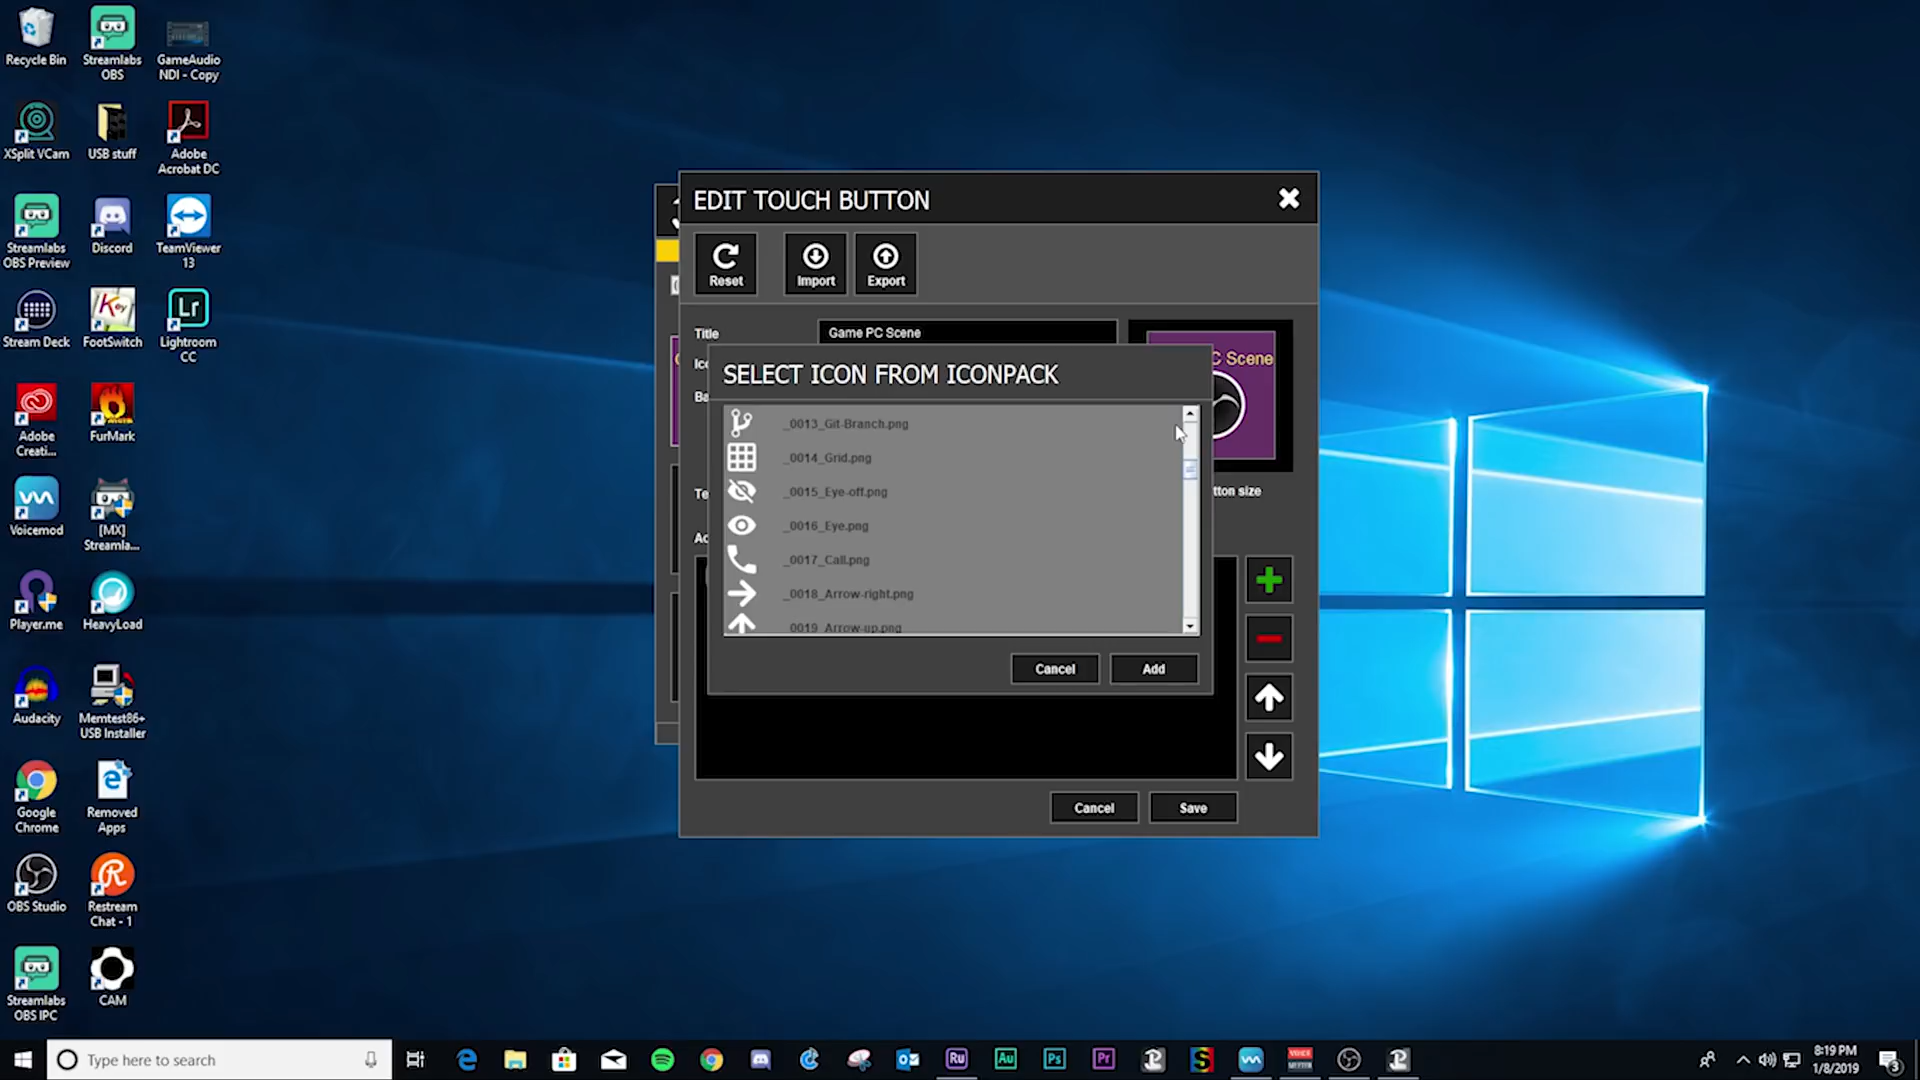 Recycle Bin
Streamlabs
OBS
GameAudio
NDI - Copy
XSplit VCam
USB stuff
Adobe
Acrobat DC
Streamlabs
OBS Preview
Discord
TeamViewer
13
Stream Deck
FootSwitch
Lightroom
CC
Adobe
Creati...
FurMark
Voicemod
[MX]
Streamla...
Player.me
HeavyLoad
Audacity
Memtest86+
USB Installer
Google
Chrome
Removed
Apps
OBS Studio
Restream
Chat - 1
Streamlabs
OBS IPC
CAM
EDIT TOUCH BUTTON
Reset
Import
Export
Title
Game PC Scene
C Scene
SELECT ICON FROM ICONPACK
_0013_Git-Branch.png
_0014_Grid.png
_0015_Eye-off.png
_0016_Eye.png
_0017_Call.png
_0018_Arrow-right.png
_0019_Arrow-up.png
tton size
Cancel
Add
Cancel
Save
Type here to search
Ru
Au
Ps
Pr
8:19 PM
1/8/2019
3